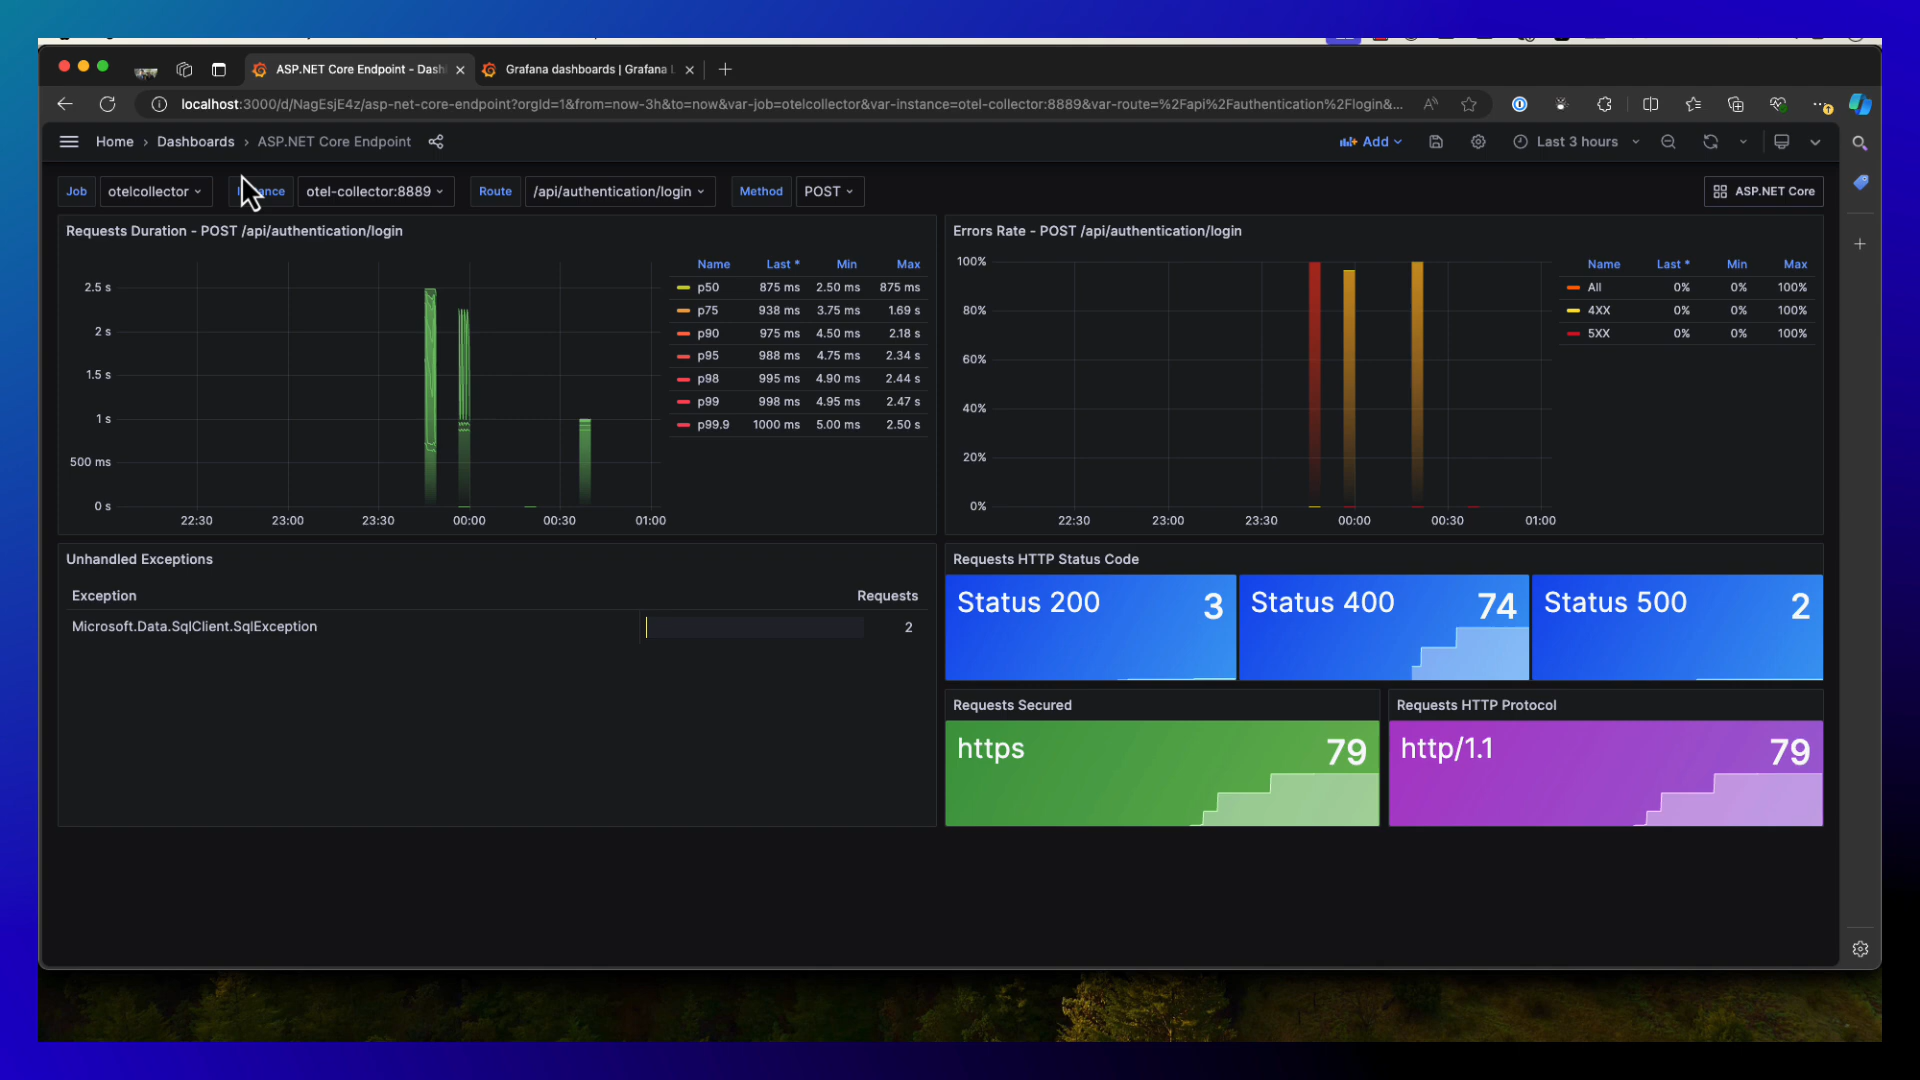 ASP.NET Core Endpoint - Dash
Grafana dashboards | Grafana l
localhost:3000/d/NagEsjE4z/asp-net-core-endpoint?orgId=1&from=now-3h&to=now&var-job=otelcollector&var-instance=otel-collector:8889&var-route=%2Fapi%2Fauthentication%2Flogin&...
Home > Dashboards > ASP.NET Core Endpoint
Add
Last 3 hours
Job otelcollector
otel-collector:8889
Route /api/authentication/login
Method POST
ASP.NET Core
Requests Duration - POST /api/authentication/login
2.5 s
2 s
1.5 s
1 s
500 ms
0 s
22:30 23:00 23:30 00:00 00:30 01:00
Name Last * Min Max
p50 875 ms 2.50 ms 875 ms
p75 938 ms 3.75 ms 1.69 s
p90 975 ms 4.50 ms 2.18 s
p95 988 ms 4.75 ms 2.34 s
p98 995 ms 4.90 ms 2.44 s
p99 998 ms 4.95 ms 2.47 s
p99.9 1000 ms 5.00 ms 2.50 s
Errors Rate - POST /api/authentication/login
100%
80%
60%
40%
20%
0%
22:30 23:00 23:30 00:00 00:30 01:00
Name Last * Min Max
All 0% 0% 100%
4XX 0% 0% 100%
5XX 0% 0% 100%
Unhandled Exceptions
Exception Requests
Microsoft.Data.SqlClient.SqlException 2
Requests HTTP Status Code
Status 200 3
Status 400 74
Status 500 2
Requests Secured
https 79
Requests HTTP Protocol
http/1.1 79